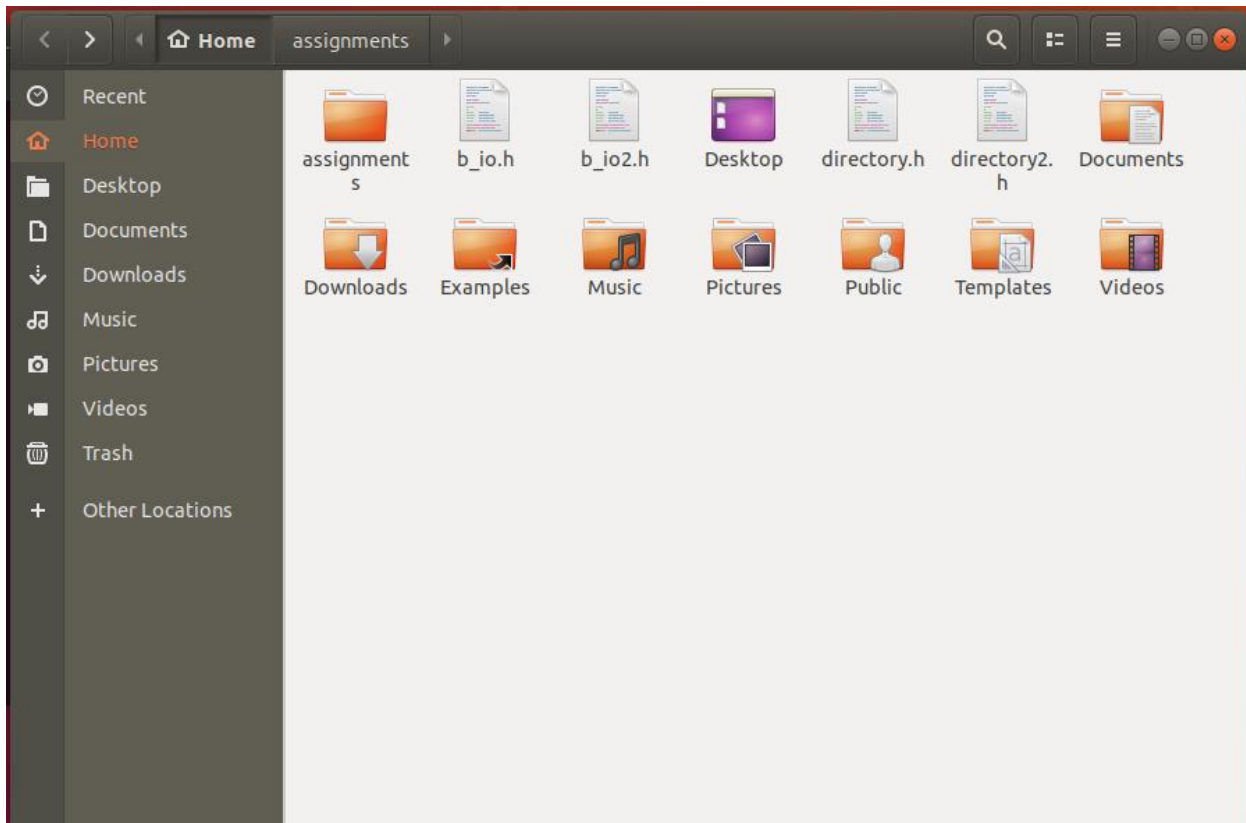 Home assignments
Recent
Home
Desktop
Documents
Downloads
Music
Pictures
Videos
Trash
Other Locations
assignment
s
b_io.h
b_io2.h
Desktop
directory.h
directory2.
h
Documents
Downloads
Examples
Music
Pictures
Public
Templates
Videos